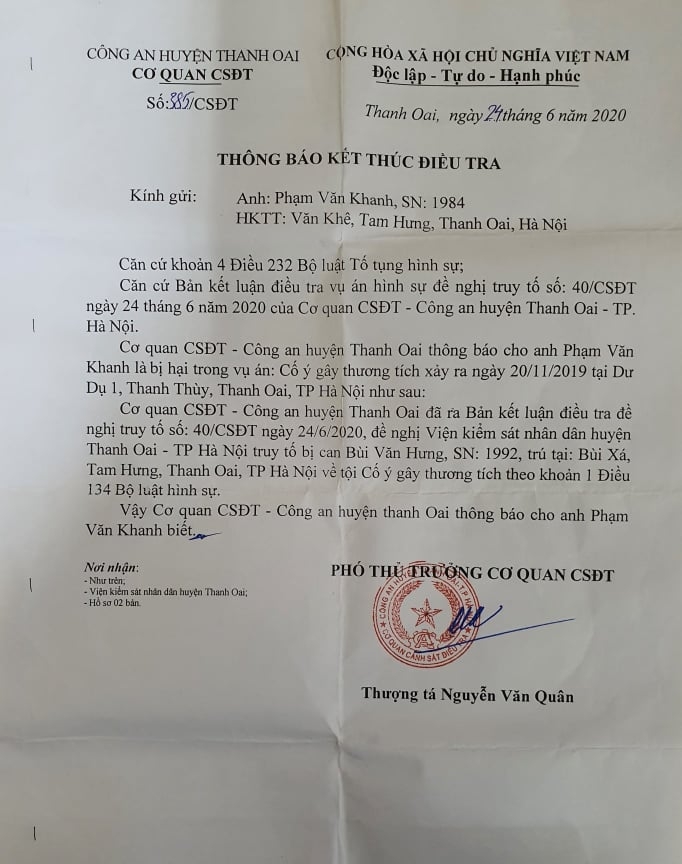 CÔNG AN HUYỆN THANH OAI
CƠ QUAN CSĐT
Số:385/CSĐT
CỘNG HÒA XÃ HỘI CHỦ NGHĨA VIỆT NAM
Độc lập - Tự do - Hạnh phúc
Thanh Oai, ngày 24 tháng 6 năm 2020
THÔNG BÁO KẾT THÚC ĐIỀU TRA
Kính gửi: Anh: Phạm Văn Khanh, SN: 1984
HKTT: Văn Khê, Tam Hưng, Thanh Oai, Hà Nội
Căn cứ khoản 4 Điều 232 Bộ luật Tố tụng hình sự;
Căn cứ Bản kết luận điều tra vụ án hình sự đề nghị truy tố số: 40/CSĐT
ngày 24 tháng 6 năm 2020 của Cơ quan CSĐT - Công an huyện Thanh Oai - TP.
Hà Nội.
Cơ quan CSĐT - Công an huyện Thanh Oai thông báo cho anh Phạm Văn
Khanh là bị hại trong vụ án: Cố ý gây thương tích xảy ra ngày 20/11/2019 tại Dư
Dụ 1, Thanh Thùy, Thanh Oai, TP Hà Nội như sau:
Cơ quan CSĐT - Công an huyện Thanh Oai đã ra Bản kết luận điều tra đề
nghị truy tố số: 40/CSĐT ngày 24/6/2020, đề nghị Viện kiểm sát nhân dân huyện
Thanh Oai - TP Hà Nội truy tố bị can Bùi Văn Hưng, SN: 1992, trú tại: Bùi Xá,
Tam Hưng, Thanh Oai, TP Hà Nội về tội Cố ý gây thương tích theo khoản 1 Điều
134 Bộ luật hình sự.
Vậy Cơ quan CSĐT - Công an huyện thanh Oai thông báo cho anh Phạm
Văn Khanh biết.
Nơi nhận:
- Như trên;
- Viện kiểm sát nhân dân huyện Thanh Oai;
- Hồ sơ 02 bản.
PHÓ THỦ TRƯỞNG CƠ QUAN CSĐT
CƠ QUAN CẢNH SÁT ĐIỀU TRA
Thượng tá Nguyễn Văn Quân